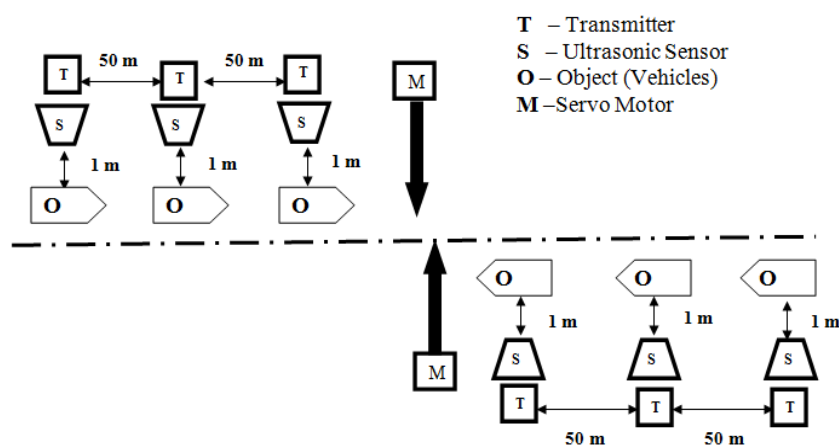 T – Transmitter
S – Ultrasonic Sensor
O – Object (Vehicles)
M –Servo Motor
50 m 50 m
T T T M
S S S
1 m 1 m 1 m
O O O
O O O
1 m 1 m 1 m
M S S S
T T T
50 m 50 m